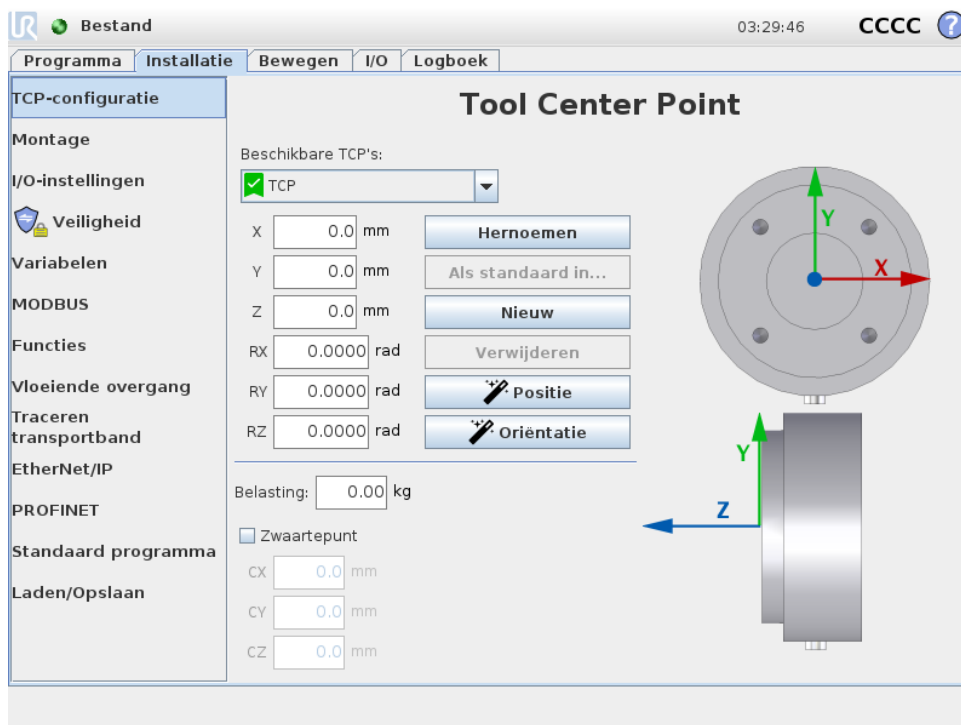 UR Bestand 03:29:46 CCCC ?
Programma Installatie Bewegen I/O Logboek
TCP-configuratie
Montage
I/O-instellingen
Veiligheid
Variabelen
MODBUS
Functies
Vloeiende overgang
Traceren
transportband
EtherNet/IP
PROFINET
Standaard programma
Laden/Opslaan
Tool Center Point
Beschikbare TCP's:
TCP
X 0.0 mm Hernoemen
Y 0.0 mm Als standaard in...
Z 0.0 mm Nieuw
RX 0.0000 rad Verwijderen
RY 0.0000 rad Positie
RZ 0.0000 rad Oriëntatie
Belasting: 0.00 kg
Zwaartepunt
CX 0.0 mm
CY 0.0 mm
CZ 0.0 mm
Y
X
Y
Z